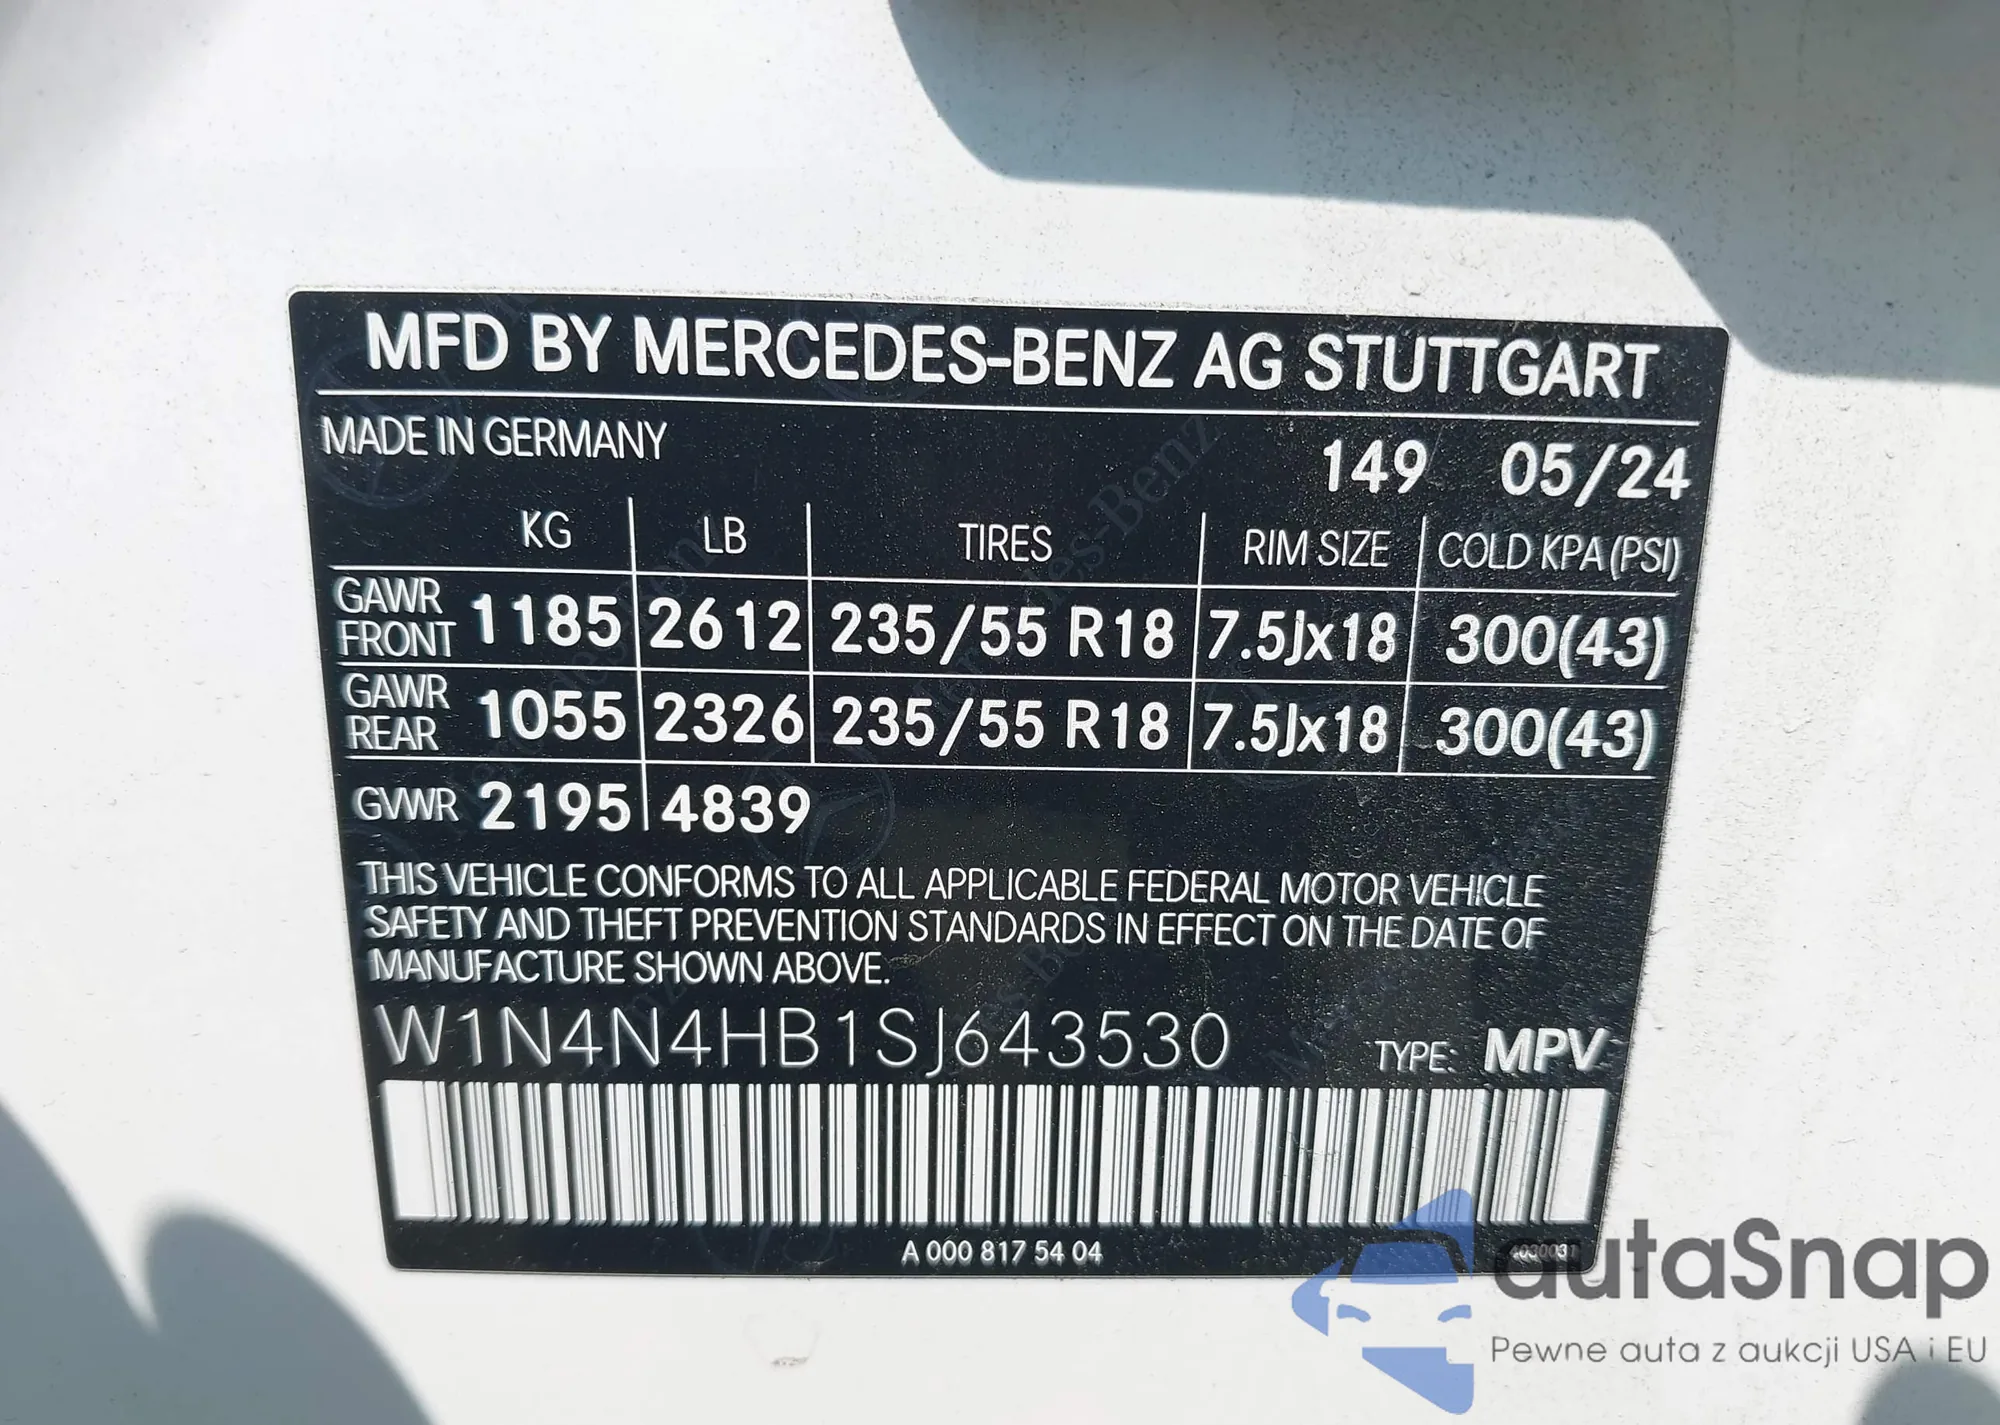 MFD BY MERCEDES-BENZ AG STUTTGART
MADE IN GERMANY
149 05/24
KG LB TIRES RIM SIZE COLD KPA (PSI)
GAWR FRONT 1185 2612 235/55 R18 7.5Jx18 300(43)
GAWR REAR 1055 2326 235/55 R18 7.5Jx18 300(43)
GVWR 2195 4839
THIS VEHICLE CONFORMS TO ALL APPLICABLE FEDERAL MOTOR VEHICLE
SAFETY AND THEFT PREVENTION STANDARDS IN EFFECT ON THE DATE OF
MANUFACTURE SHOWN ABOVE.
W1N4N4HB1SJ643530
TYPE: MPV
A 000 817 54 04
4030031
autaSnap
Pewne auta z aukcji USA i EU